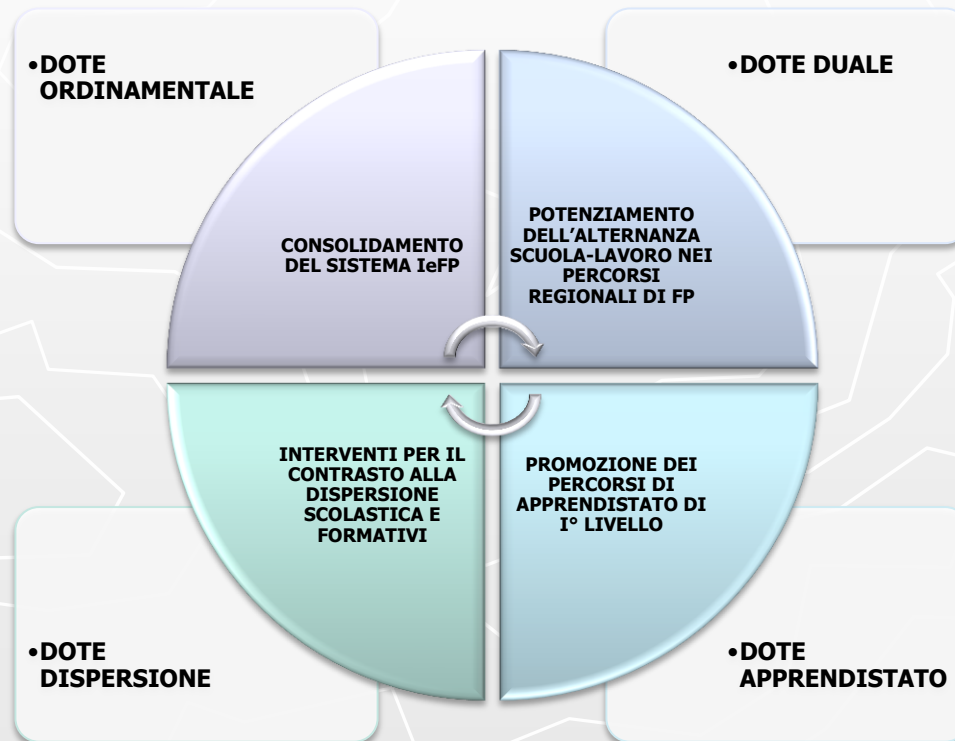 •DOTE
ORDINAMENTALE
•DOTE DUALE
CONSOLIDAMENTO
DEL SISTEMA IeFP
POTENZIAMENTO
DELL’ALTERNANZA
SCUOLA-LAVORO NEI
PERCORSI
REGIONALI DI FP
INTERVENTI PER IL
CONTRASTO ALLA
DISPERSIONE
SCOLASTICA E
FORMATIVI
PROMOZIONE DEI
PERCORSI DI
APPRENDISTATO DI
I° LIVELLO
•DOTE
DISPERSIONE
•DOTE
APPRENDISTATO